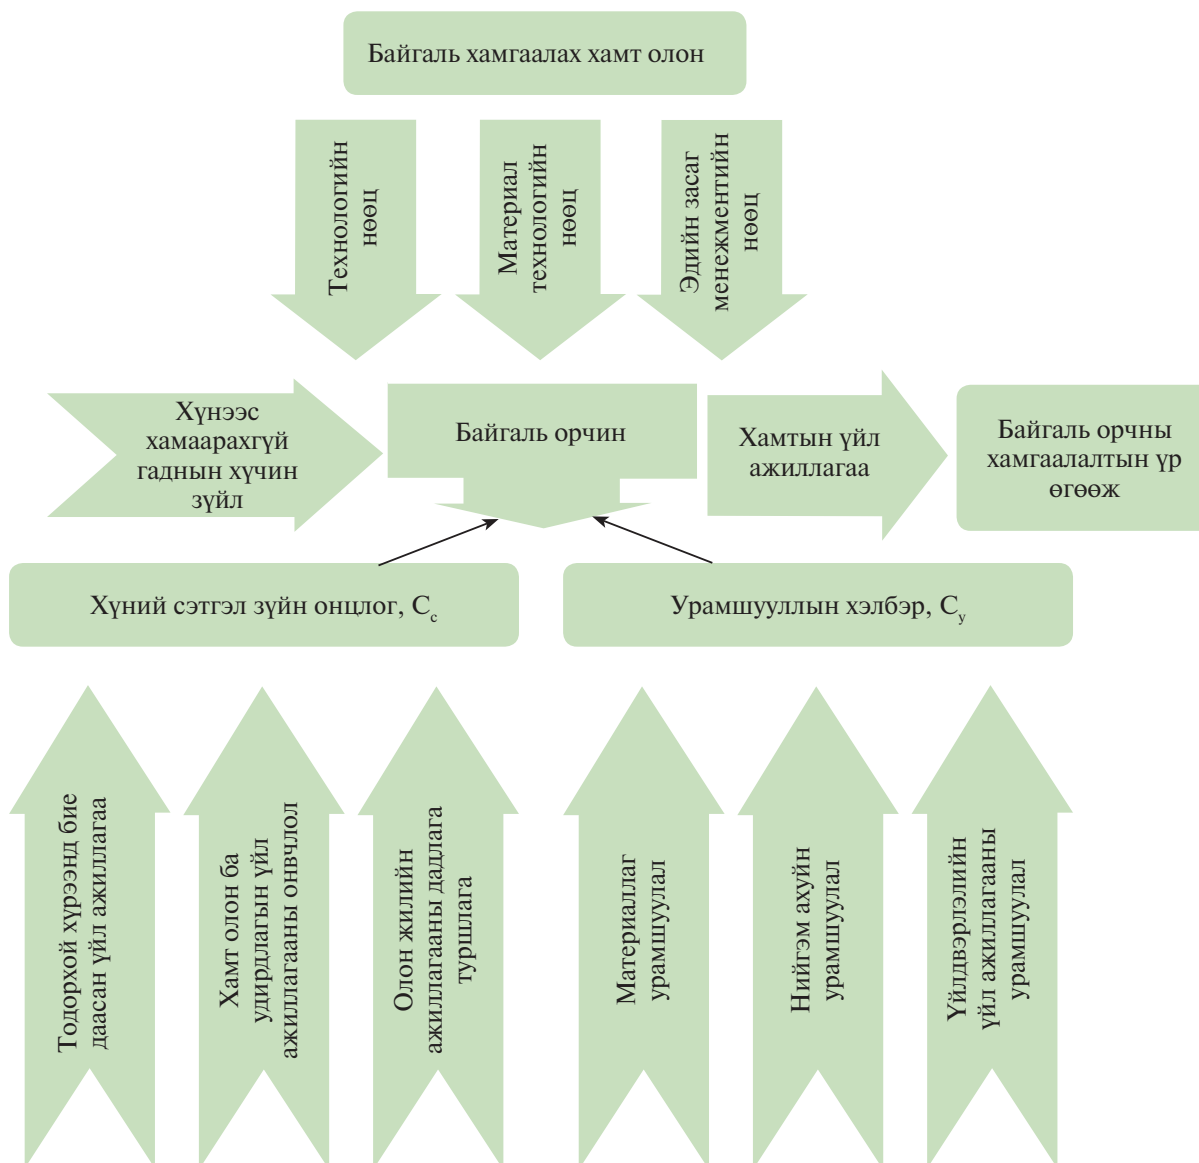 Байгаль хамгаалах хамт олон
Технологийн
нөөц
Материал
технологийн
нөөц
Эдийн засаг
менежментийн
нөөц
Хүнээс
хамаарахгүй
гаднын хүчин
зүйл
Байгаль орчин
Хамтын үйл
ажиллагаа
Байгаль орчны
хамгаалалтын үр
өгөөж
Хүний сэтгэл зүйн онцлог, Cc
Урамшууллын хэлбэр, Cy
Тодорхой хүрээнд бие
даасан үйл ажиллагаа
Хамт олон ба
удирдлагын үйл
ажиллагааны онвчлол
Олон жилийн
ажиллагааны дадлага
туршлага
Материаллаг
урамшуулал
Нийгэм ахуйн
урамшуулал
Үйлдвэрлэлийн
үйл ажиллагааны
урамшуулал